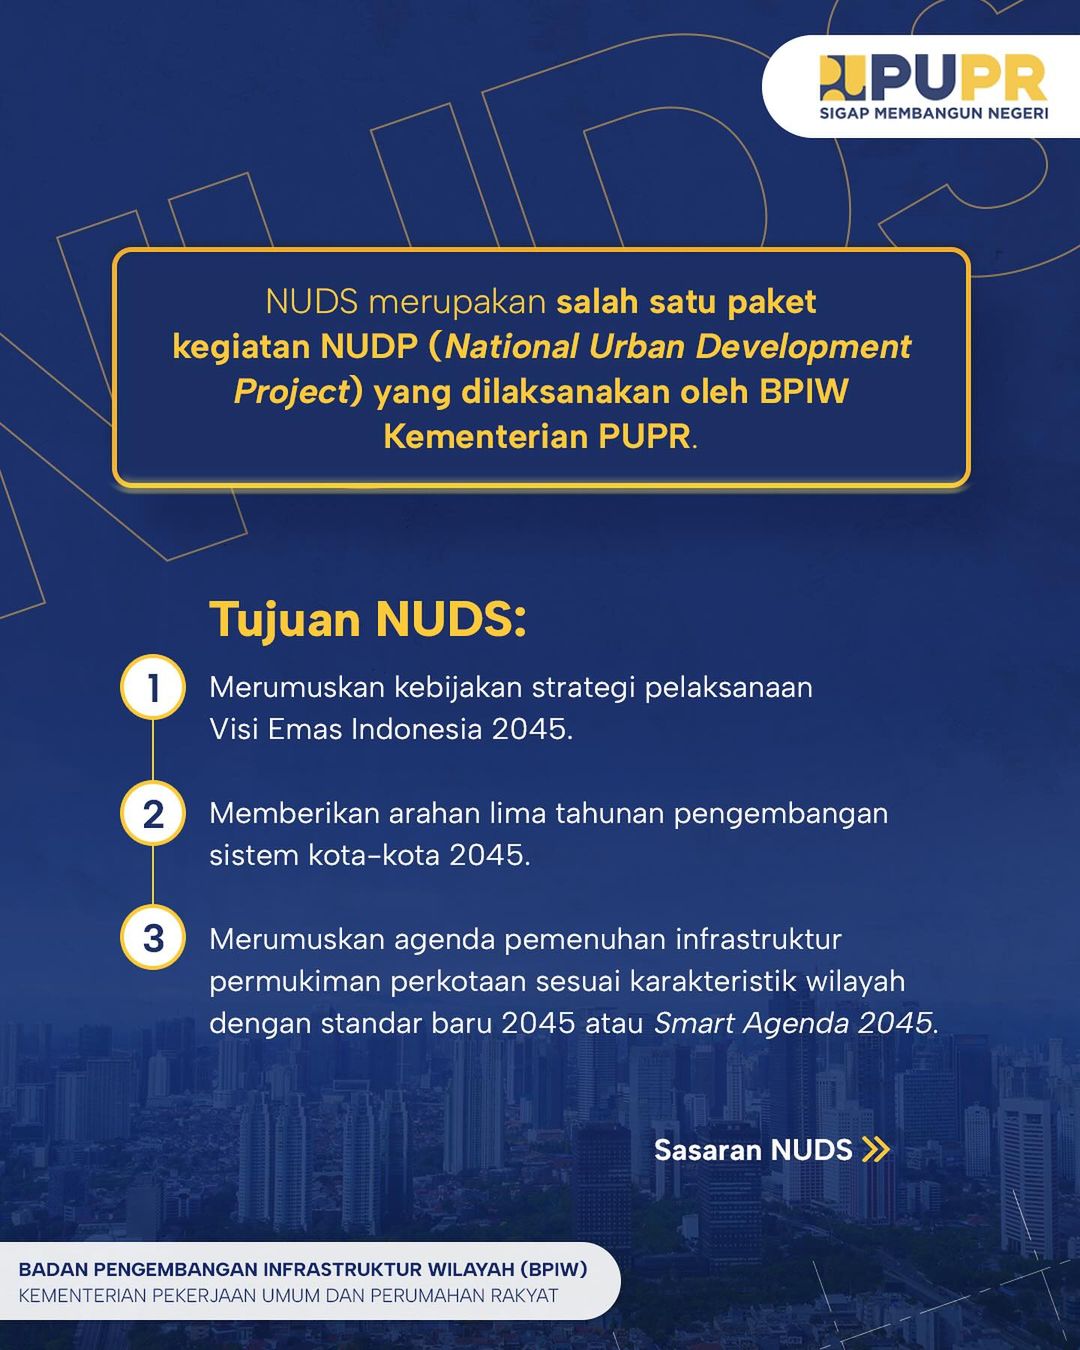 NUDS
PUPR
SIGAP MEMBANGUN NEGERI
NUDS merupakan salah satu paket
kegiatan NUDP (National Urban Development
Project) yang dilaksanakan oleh BPIW
Kementerian PUPR.
Tujuan NUDS:
1
Merumuskan kebijakan strategi pelaksanaan
Visi Emas Indonesia 2045.
2
Memberikan arahan lima tahunan pengembangan
sistem kota-kota 2045.
3
Merumuskan agenda pemenuhan infrastruktur
permukiman perkotaan sesuai karakteristik wilayah
dengan standar baru 2045 atau Smart Agenda 2045.
Sasaran NUDS
BADAN PENGEMBANGAN INFRASTRUKTUR WILAYAH (BPIW)
KEMENTERIAN PEKERJAAN UMUM DAN PERUMAHAN RAKYAT